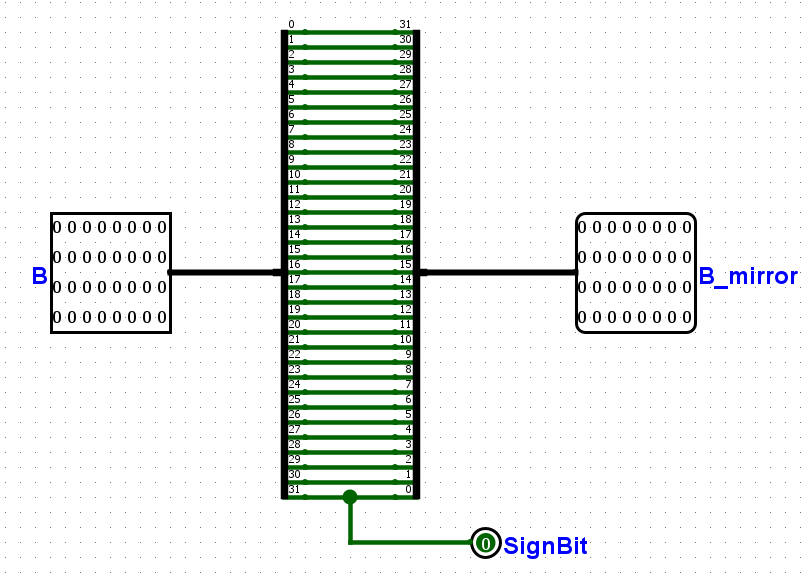 0 31
1 30
2 29
3 28
4 27
5 26
6 25
7 24
8 23
9 22
10 21
11 20
12 19
13 18
14 17
15 16
16 15
17 14
18 13
19 12
20 11
21 10
22 9
23 8
24 7
25 6
26 5
27 4
28 3
29 2
30 1
31 0
B
0 0 0 0 0 0 0 0
0 0 0 0 0 0 0 0
0 0 0 0 0 0 0 0
0 0 0 0 0 0 0 0
0 0 0 0 0 0 0 0
0 0 0 0 0 0 0 0
0 0 0 0 0 0 0 0
0 0 0 0 0 0 0 0
B_mirror
0 SignBit